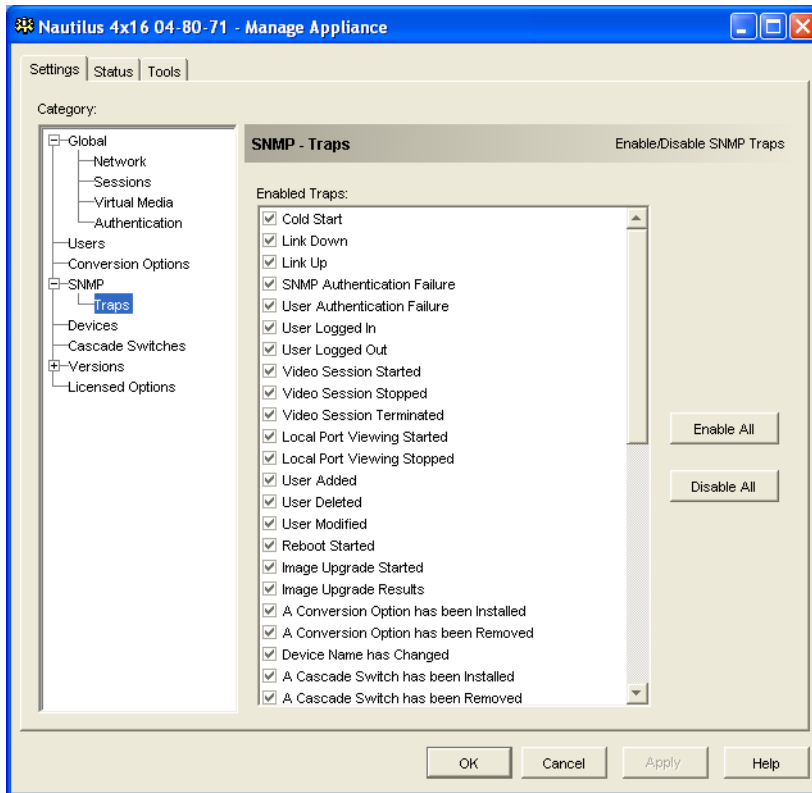 Nautilus 4x16 04-80-71 - Manage Appliance
Settings
Status
Tools
Category:
Global
Network
Sessions
Virtual Media
Authentication
Users
Conversion Options
SNMP
Traps
Devices
Cascade Switches
Versions
Licensed Options
SNMP - Traps
Enable/Disable SNMP Traps
Enabled Traps:
Cold Start
Link Down
Link Up
SNMP Authentication Failure
User Authentication Failure
User Logged In
User Logged Out
Video Session Started
Video Session Stopped
Video Session Terminated
Local Port Viewing Started
Local Port Viewing Stopped
User Added
User Deleted
User Modified
Reboot Started
Image Upgrade Started
Image Upgrade Results
A Conversion Option has been Installed
A Conversion Option has been Removed
Device Name has Changed
A Cascade Switch has been Installed
A Cascade Switch has been Removed
Enable All
Disable All
OK
Cancel
Apply
Help